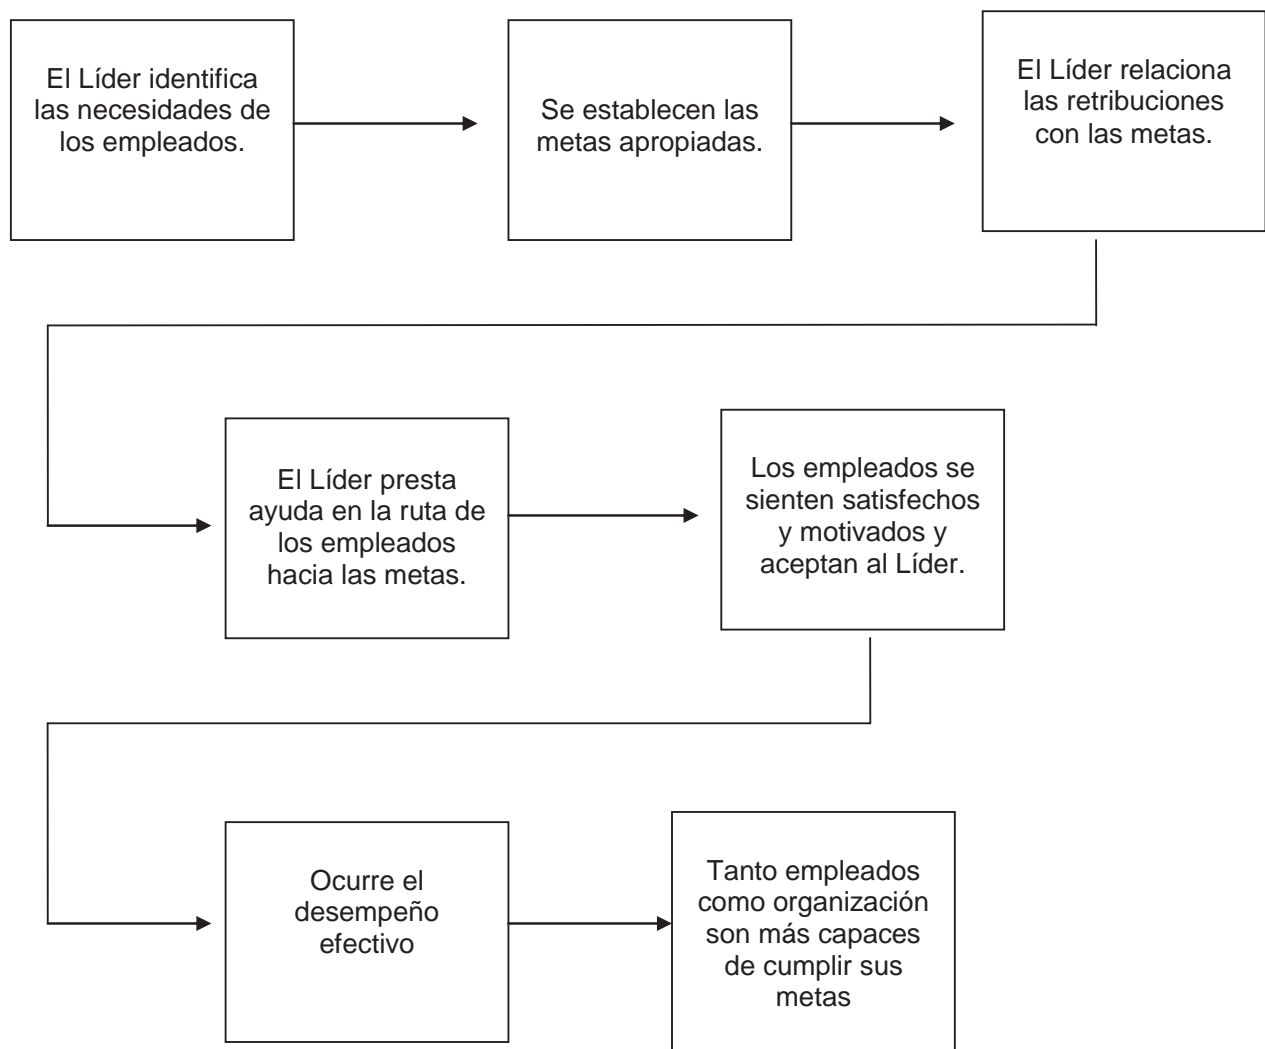 El Líder identifica
las necesidades de
los empleados.
Se establecen las
metas apropiadas.
El Líder relaciona
las retribuciones
con las metas.
El Líder presta
ayuda en la ruta de
los empleados
hacia las metas.
Los empleados se
sienten satisfechos
y motivados y
aceptan al Líder.
Ocurre el
desempeño
efectivo
Tanto empleados
como organización
son más capaces
de cumplir sus
metas